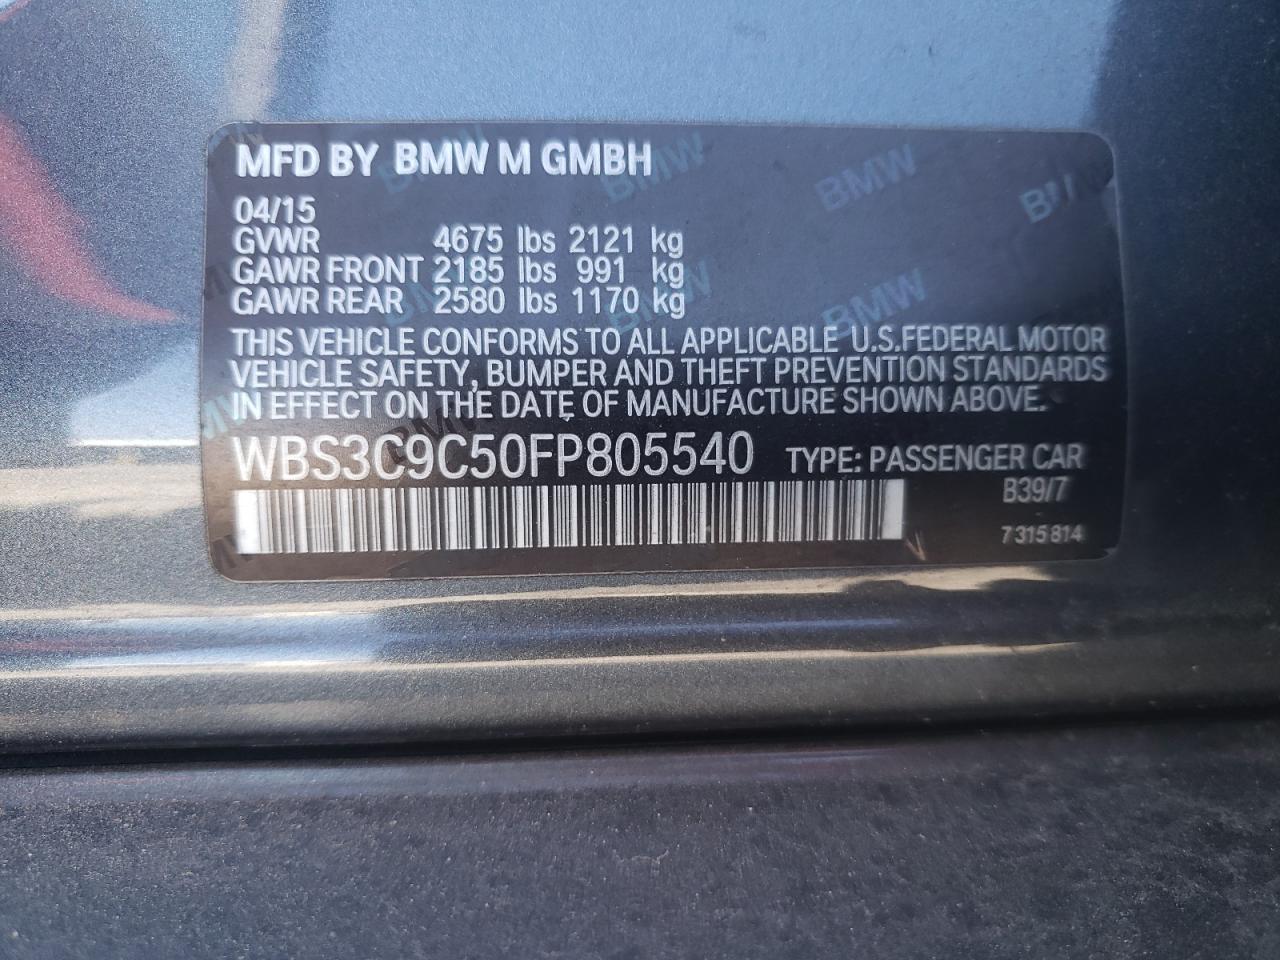 MFD BY BMW M GMBH
04/15
GVWR 4675 lbs 2121 kg
GAWR FRONT 2185 lbs 991 kg
GAWR REAR 2580 lbs 1170 kg
THIS VEHICLE CONFORMS TO ALL APPLICABLE U.S.FEDERAL MOTOR
VEHICLE SAFETY, BUMPER AND THEFT PREVENTION STANDARDS
IN EFFECT ON THE DATE OF MANUFACTURE SHOWN ABOVE.
WBS3C9C50FP805540 TYPE: PASSENGER CAR
B39/7
7 315 814